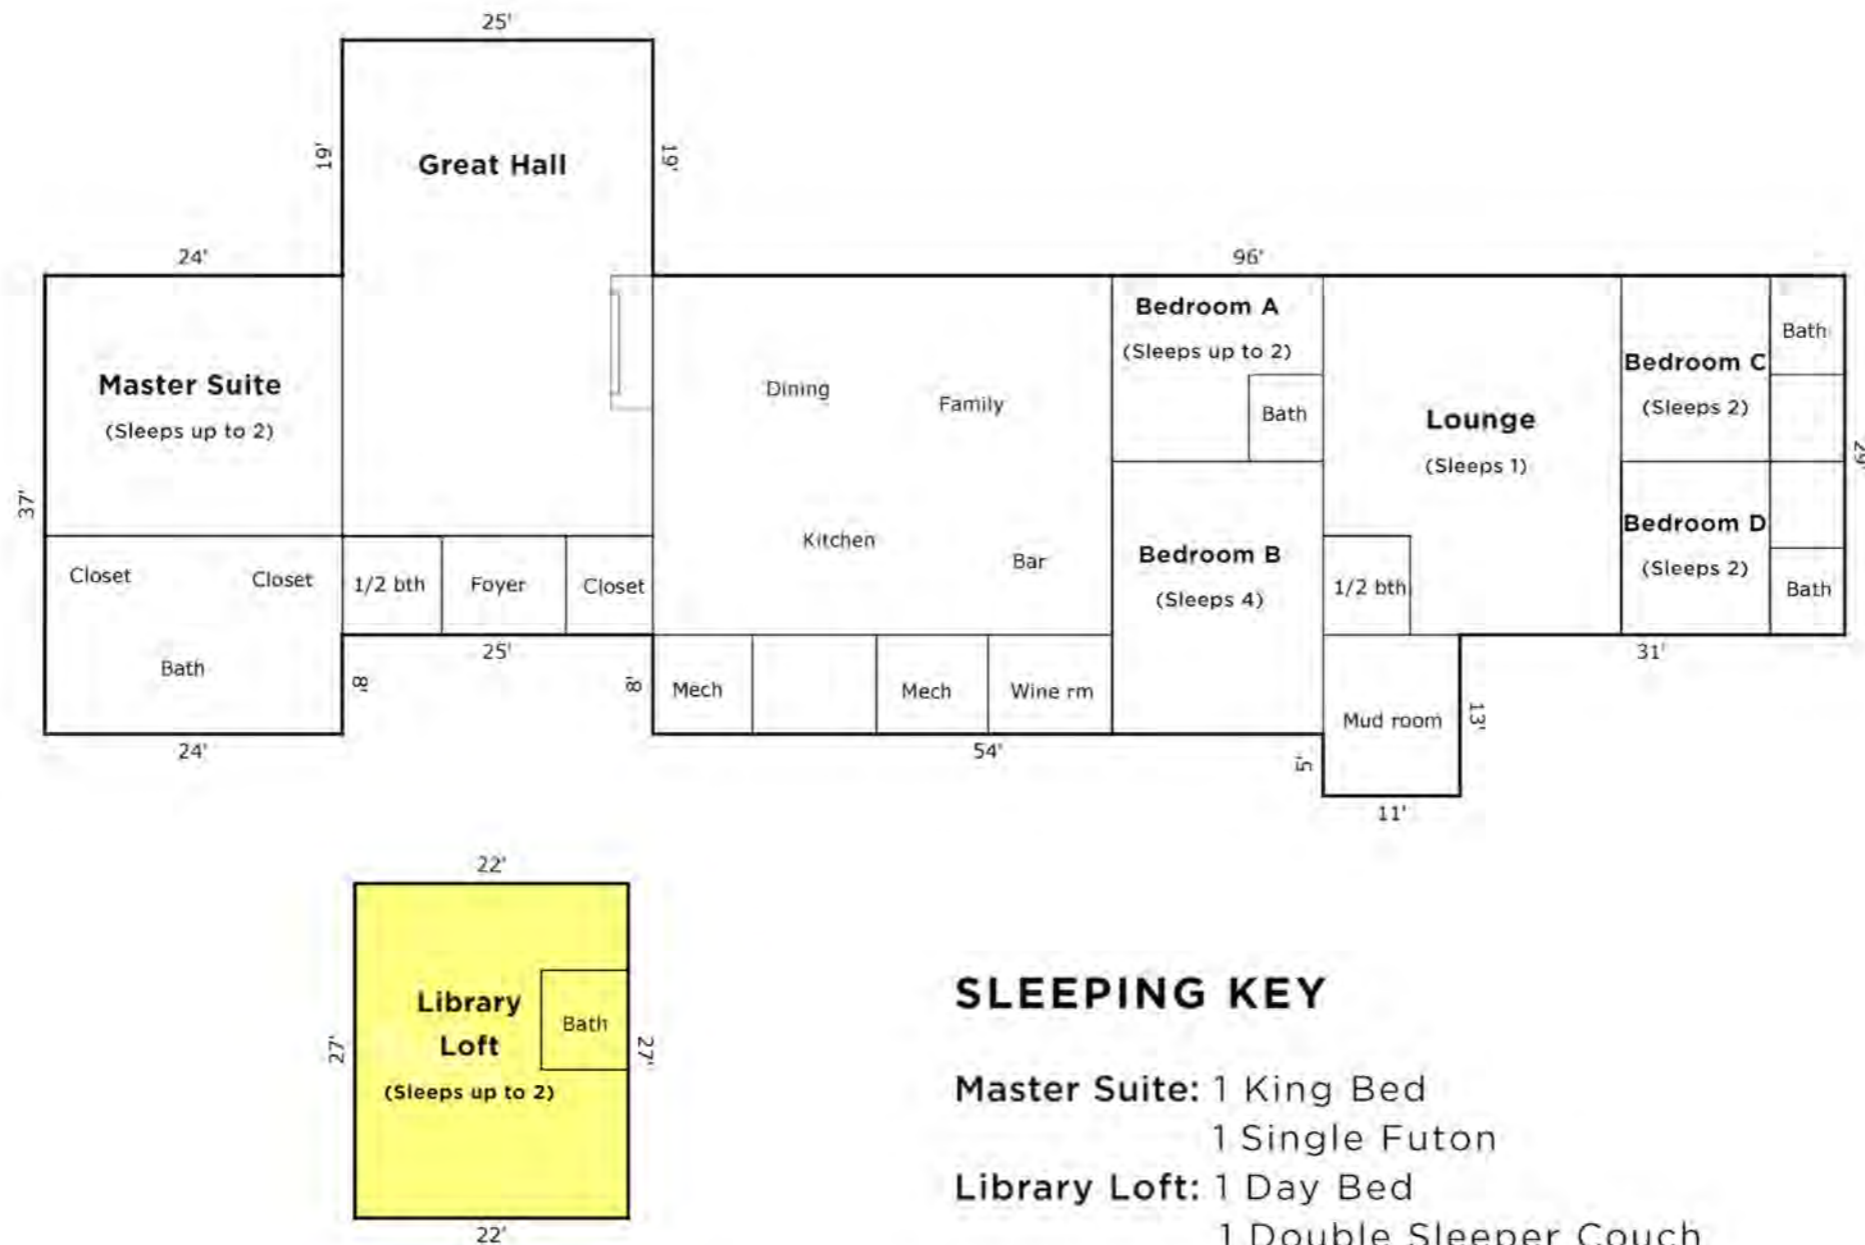 25'
19'
Great Hall
19'
24'
96'
Master Suite
(Sleeps up to 2)
37'
Dining
Family
Kitchen
Bar
Bedroom A
(Sleeps up to 2)
Bath
Lounge
(Sleeps 1)
Bedroom C
(Sleeps 2)
Bath
29'
Bedroom D
(Sleeps 2)
Bath
Bedroom B
(Sleeps 4)
1/2 bth
Closet
Closet
1/2 bth
Foyer
Closet
Bath
25'
8'
8'
Mech
Mech
Wine rm
Mud room
31'
13'
24'
54'
5'
11'
22'
Library
Loft
(Sleeps up to 2)
Bath
27'
27'
22'
SLEEPING KEY
Master Suite: 1 King Bed
1 Single Futon
Library Loft: 1 Day Bed
1 Double Sleeper Couch